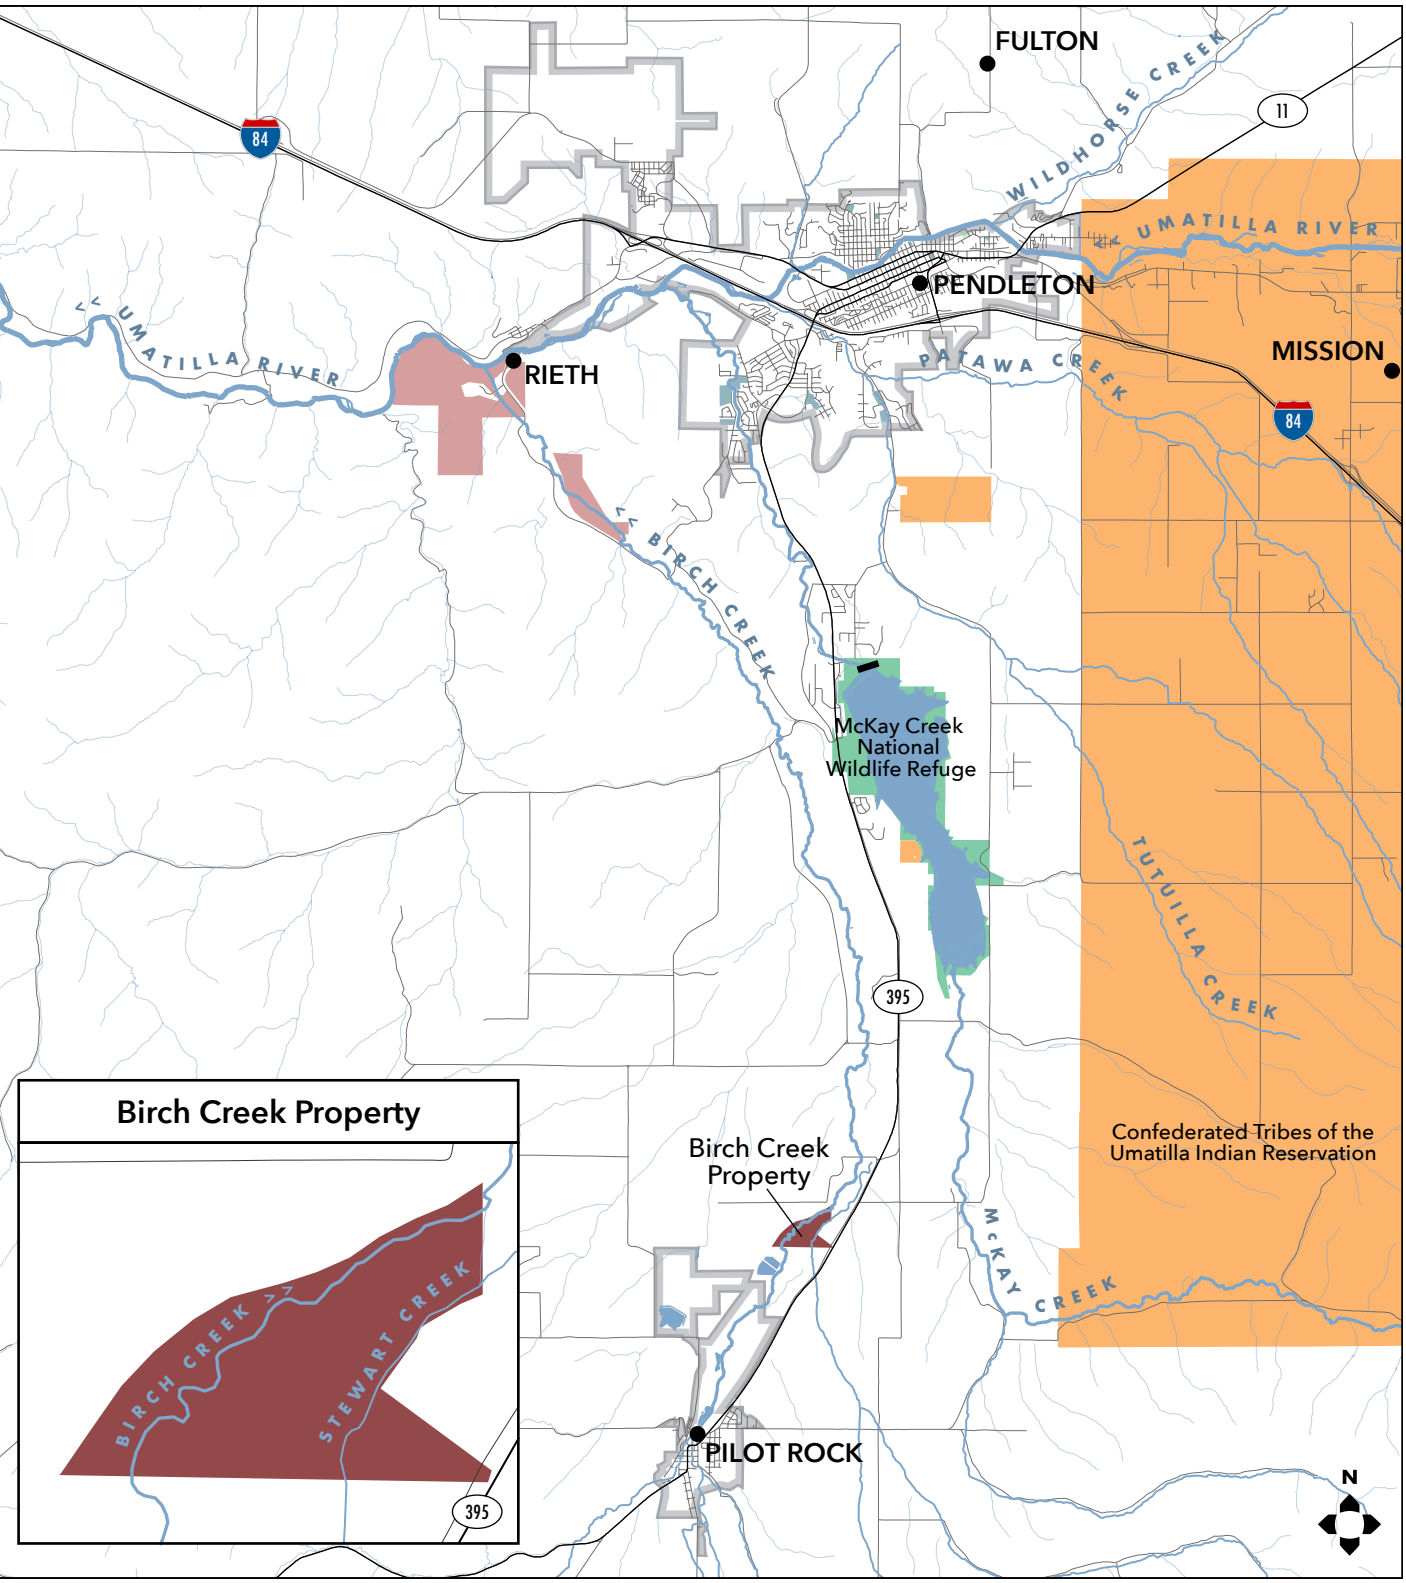 FULTON
WILDHORSE CREEK
11
84
<< UMATILLA RIVER
PENDLETON
<< UMATILLA RIVER
MISSION
PATAWA CREEK
RIETH
84
<< BIRCH CREEK
McKay Creek
National
Wildlife Refuge
TUTUILLA CREEK
395
Birch Creek Property
Confederated Tribes of the
Umatilla Indian Reservation
Birch Creek
Property
McKAY CREEK
BIRCH CREEK >>
STEWART CREEK
395
PILOT ROCK
N